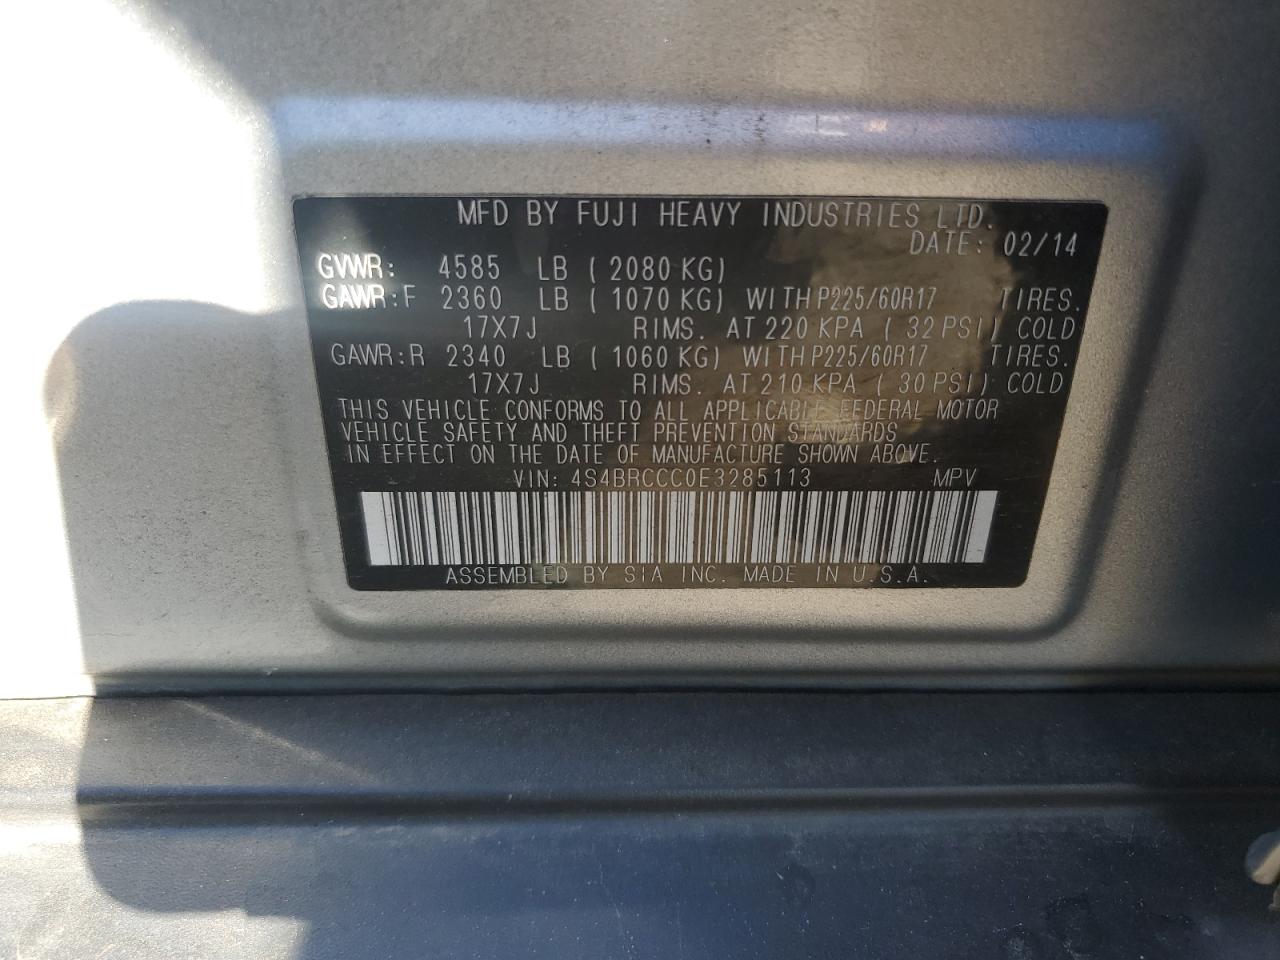 MFD BY FUJI HEAVY INDUSTRIES LTD.
DATE: 02/14
GVWR: 4585 LB (2080 KG)
GAWR:F 2360 LB (1070 KG) WITH P225/60R17 TIRES.
17X7J RIMS. AT 220 KPA (32 PSI) COLD
GAWR:R 2340 LB (1060 KG) WITH P225/60R17 TIRES.
17X7J RIMS. AT 210 KPA (30 PSI) COLD
THIS VEHICLE CONFORMS TO ALL APPLICABLE FEDERAL MOTOR
VEHICLE SAFETY AND THEFT PREVENTION STANDARDS
IN EFFECT ON THE DATE OF MANUFACTURE SHOWN ABOVE.
VIN: 4S4BRCCC0E3285113 MPV
ASSEMBLED BY SIA INC. MADE IN U.S.A.